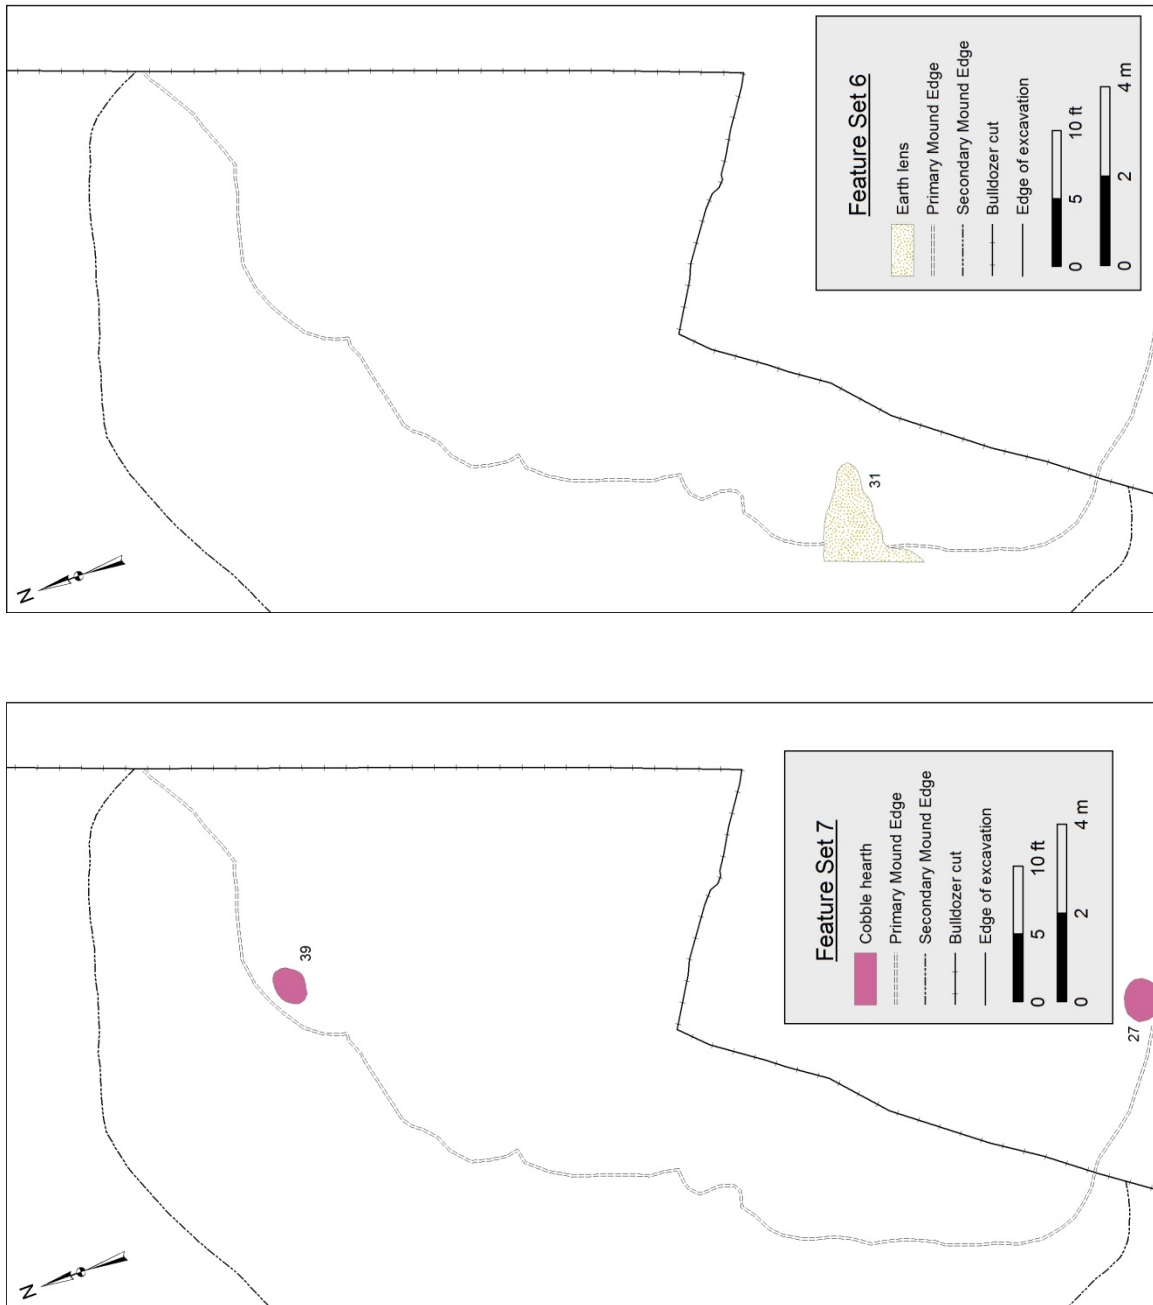 Feature Set 6
Earth lens
Primary Mound Edge
Secondary Mound Edge
Bulldozer cut
Edge of excavation
0 5 10 ft
0 2 4 m
31
N
Feature Set 7
Cobble hearth
Primary Mound Edge
Secondary Mound Edge
Bulldozer cut
Edge of excavation
0 5 10 ft
0 2 4 m
39
27
N